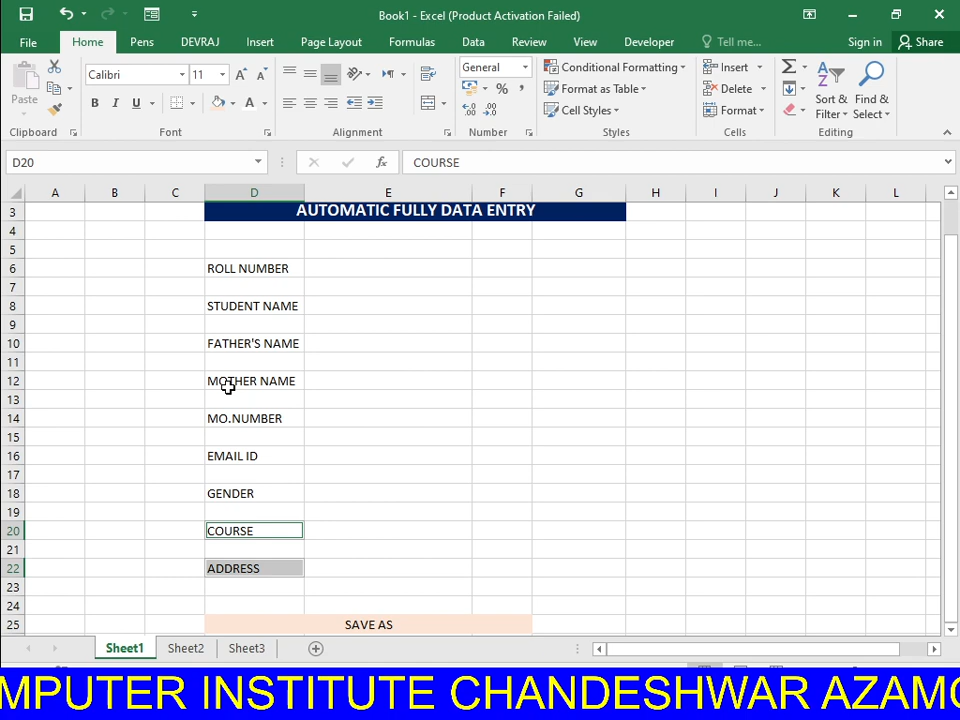 Book1 - Excel (Product Activation Failed)
File Home Pens DEVRAJ Insert Page Layout Formulas Data Review View Developer Tell me... Sign in Share
Paste Calibri 11 General Conditional Formatting Insert
B I U A % , Format as Table Delete Sort & Find &
Cell Styles Format Filter Select
Clipboard Font Alignment Number Styles Cells Editing
D20 fx COURSE
A B C D E F G H I J K L
3 AUTOMATIC FULLY DATA ENTRY
4
5
6 ROLL NUMBER
7
8 STUDENT NAME
9
10 FATHER'S NAME
11
12 MOTHER NAME
13
14 MO.NUMBER
15
16 EMAIL ID
17
18 GENDER
19
20 COURSE
21
22 ADDRESS
23
24
25 SAVE AS
Sheet1 Sheet2 Sheet3
MPUTER INSTITUTE CHANDESHWAR AZAMG